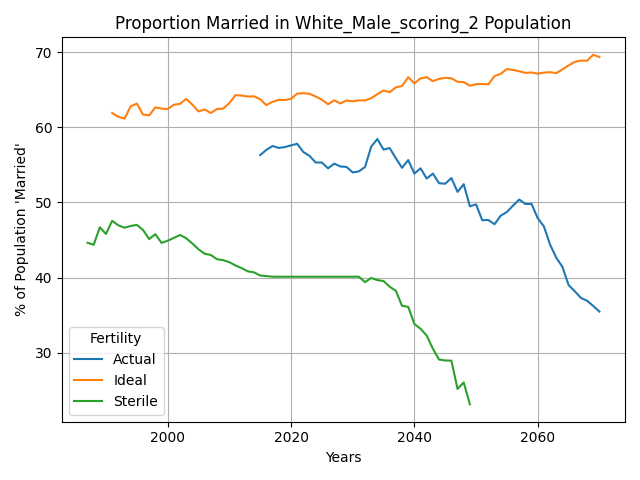 Proportion Married in White_Male_scoring_2 Population
% of Population 'Married'
70
60
50
40
30
Fertility
Actual
Ideal
Sterile
2000
2020
2040
2060
Years